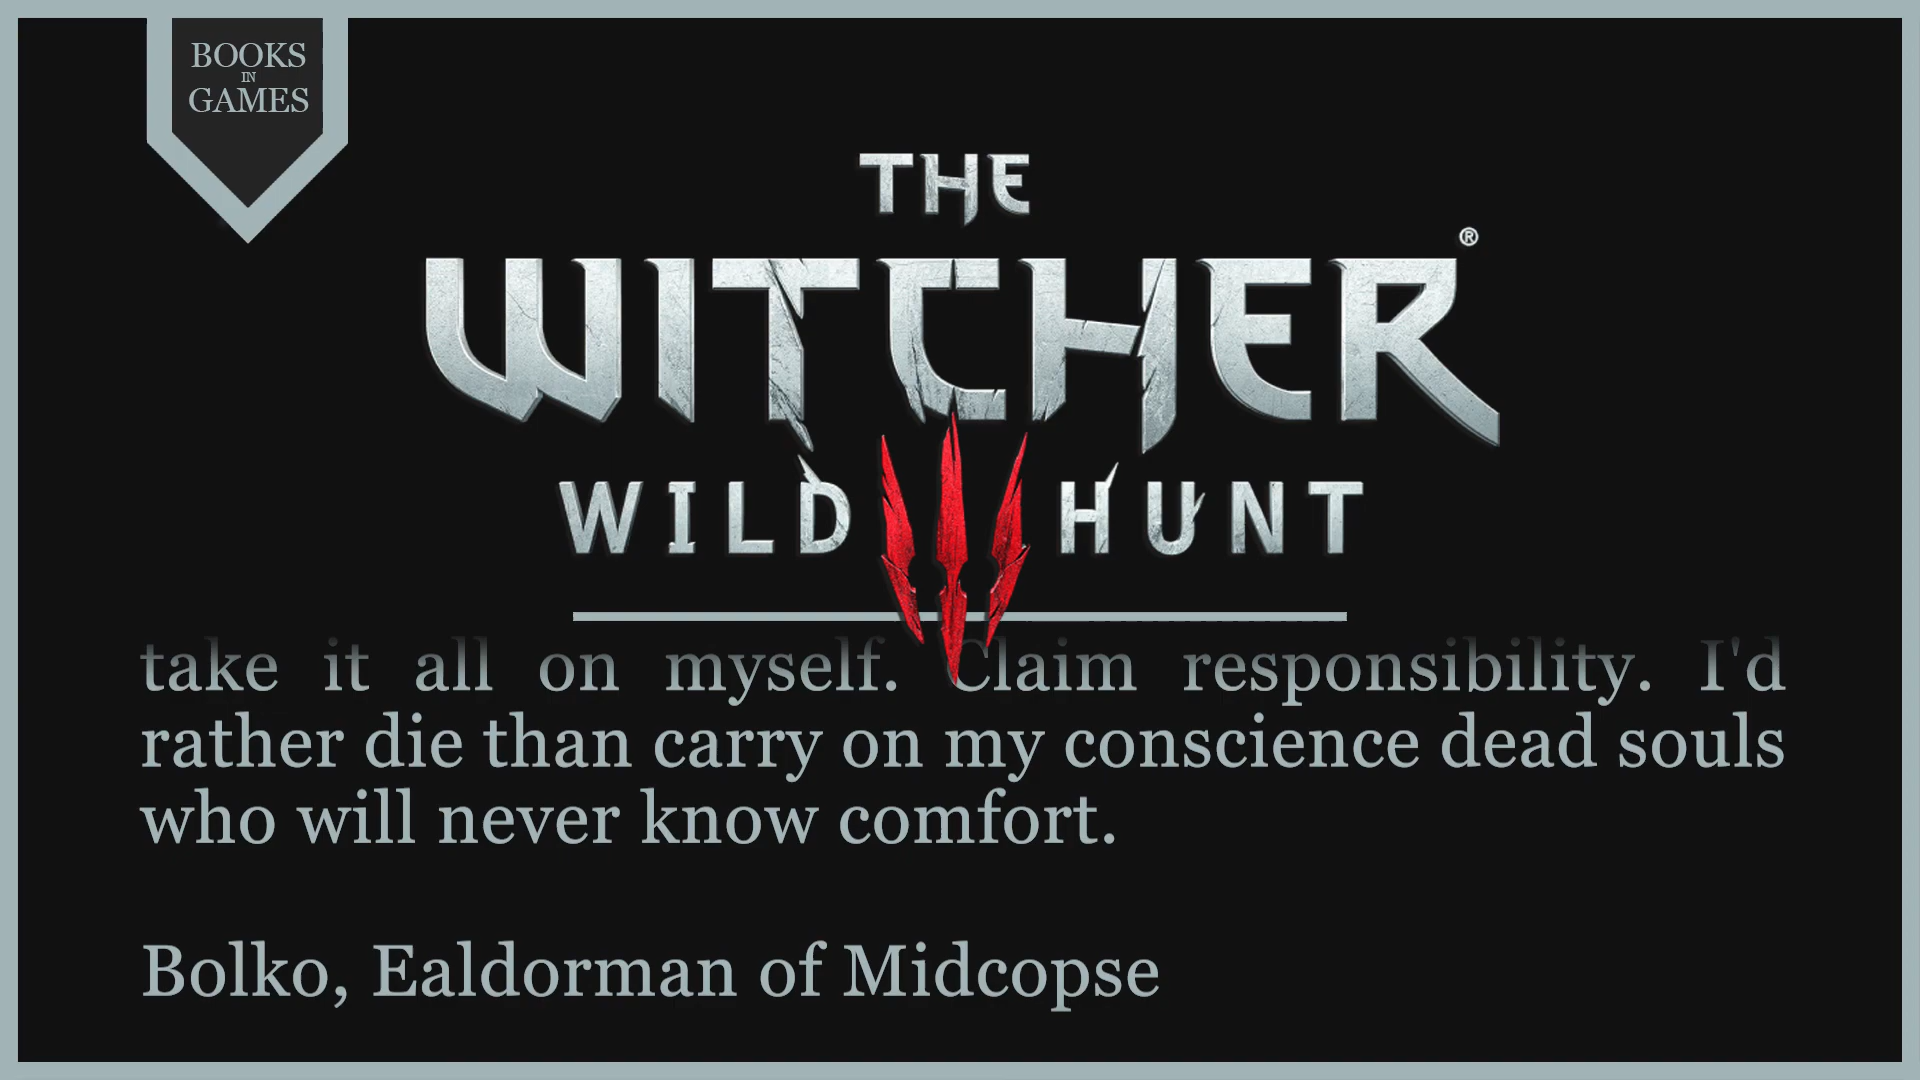 BOOKS
IN
GAMES
THE
WITCHER®
WILD HUNT
take it all on myself. Claim responsibility. I'd
rather die than carry on my conscience dead souls
who will never know comfort.
Bolko, Ealdorman of Midcopse